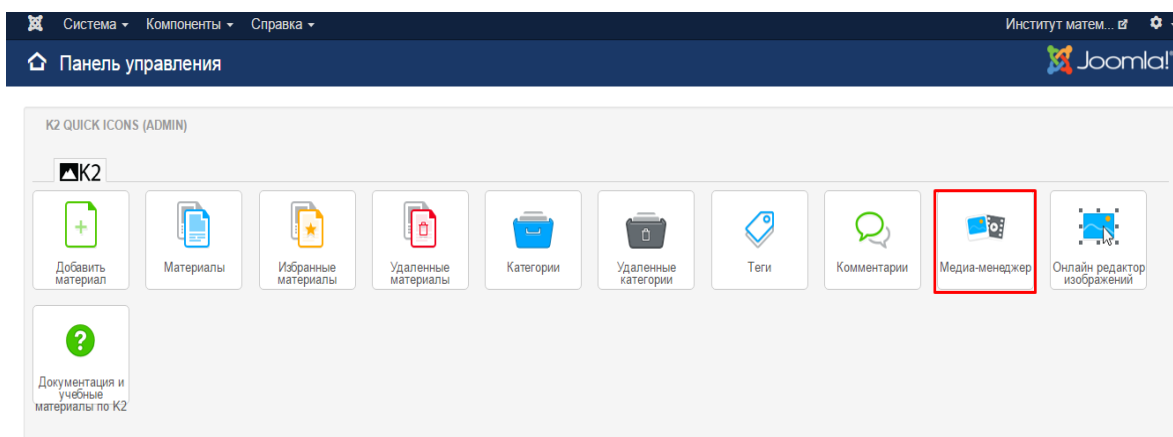 Система Компоненты Справка Институт матем...
Панель управления Joomla!
K2 QUICK ICONS (ADMIN)
K2
Добавить материал Материалы Избранные материалы Удаленные материалы Категории Удаленные категории Теги Комментарии Медиа-менеджер Онлайн редактор изображений
Документация и
учебные
материалы по K2